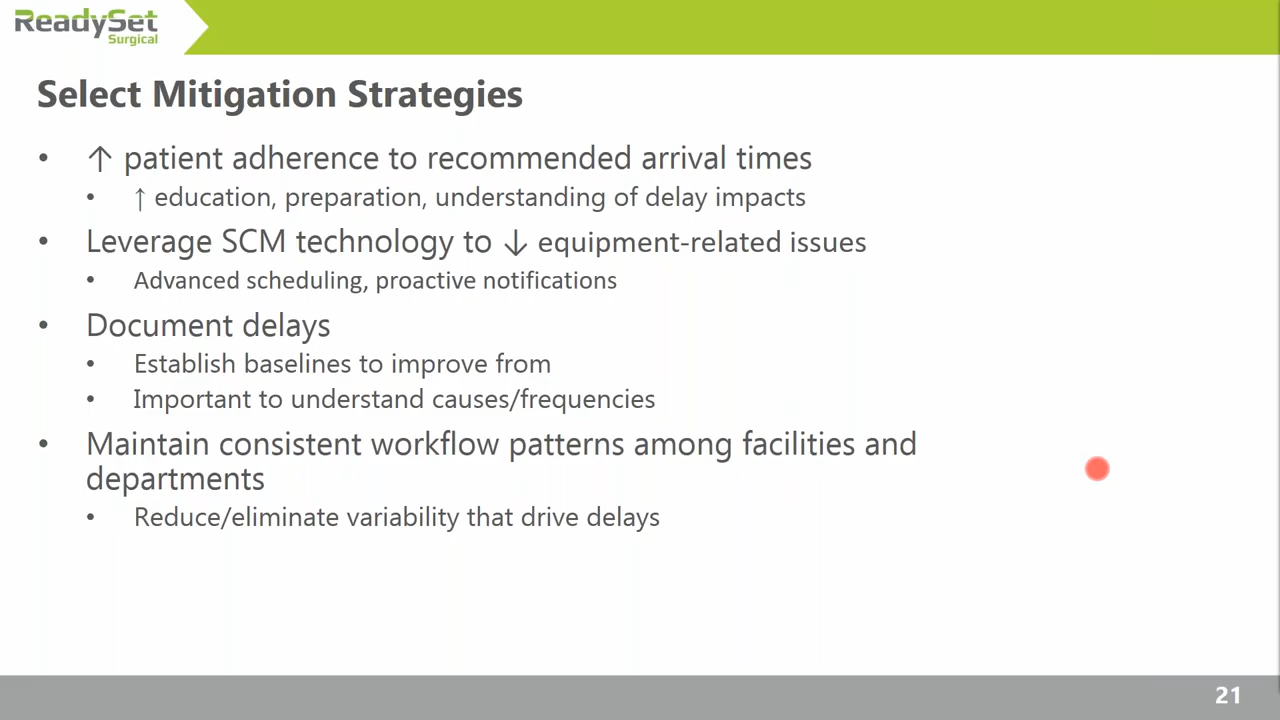 ReadySet
Surgical
Select Mitigation Strategies
• ↑ patient adherence to recommended arrival times
• ↑ education, preparation, understanding of delay impacts
• Leverage SCM technology to ↓ equipment-related issues
• Advanced scheduling, proactive notifications
• Document delays
• Establish baselines to improve from
• Important to understand causes/frequencies
• Maintain consistent workflow patterns among facilities and
departments
• Reduce/eliminate variability that drive delays
21